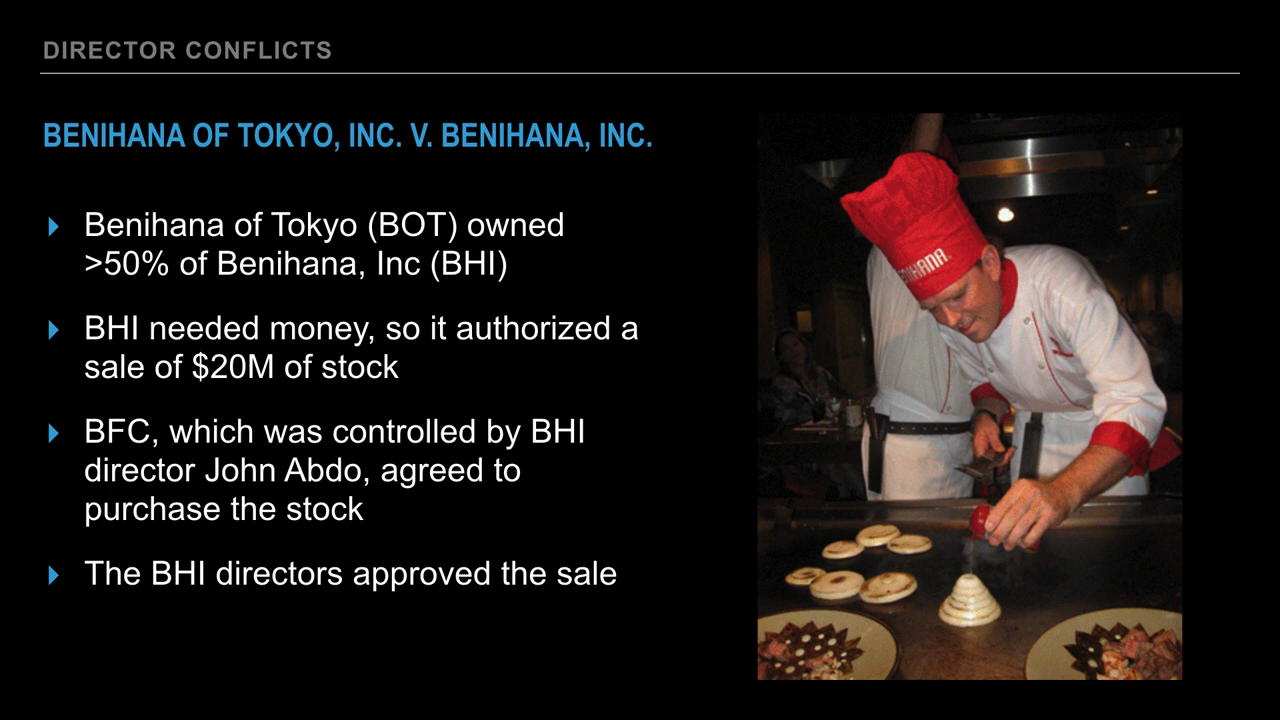 DIRECTOR CONFLICTS
BENIHANA OF TOKYO, INC. V. BENIHANA, INC.
Benihana of Tokyo (BOT) owned
>50% of Benihana, Inc (BHI)
BHI needed money, so it authorized a
sale of $20M of stock
BFC, which was controlled by BHI
director John Abdo, agreed to
purchase the stock
The BHI directors approved the sale
BENIHANA